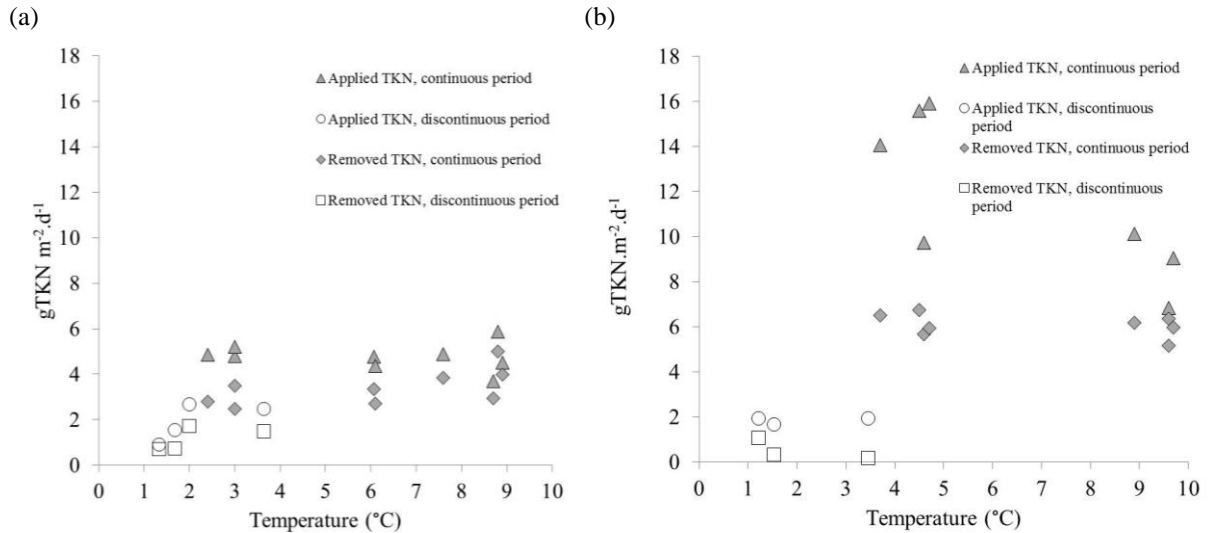 (a)
18
16
14
12
10
8
6
4
2
0
gTKN m-2.d-1
Applied TKN, continuous period
Applied TKN, discontinuous period
Removed TKN, continuous period
Removed TKN, discontinuous period
0 1 2 3 4 5 6 7 8 9 10
Temperature (°C)
(b)
18
16
14
12
10
8
6
4
2
0
gTKN.m-2.d-1
Applied TKN, continuous period
Applied TKN, discontinuous
period
Removed TKN, continuous period
Removed TKN, discontinuous
period
0 1 2 3 4 5 6 7 8 9 10
Temperature (°C)